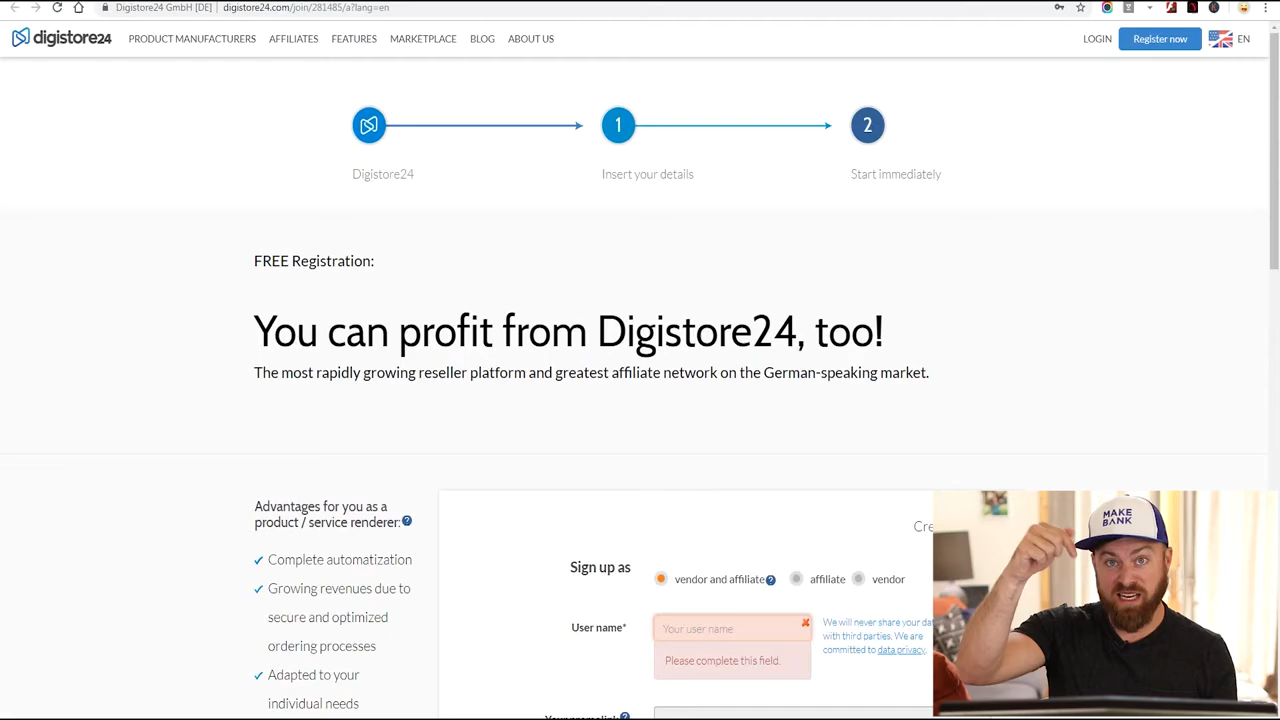 Digistore24 GmbH [DE]
digistore24.com/join/281485/a?lang=en
digistore24
PRODUCT MANUFACTURERS
AFFILIATES
FEATURES
MARKETPLACE
BLOG
ABOUT US
LOGIN
Register now
EN
1
2
Digistore24
Insert your details
Start immediately
FREE Registration:
You can profit from Digistore24, too!
The most rapidly growing reseller platform and greatest affiliate network on the German-speaking market.
Advantages for you as a
product / service renderer:
?
Complete automatization
Growing revenues due to
secure and optimized
ordering processes
Adapted to your
individual needs
Cre
Sign up as
vendor and affiliate
?
affiliate
vendor
User name*
Your user name
Please complete this field.
We will never share your da
with third parties. We are
committed to data privacy.
MAKE
BANK